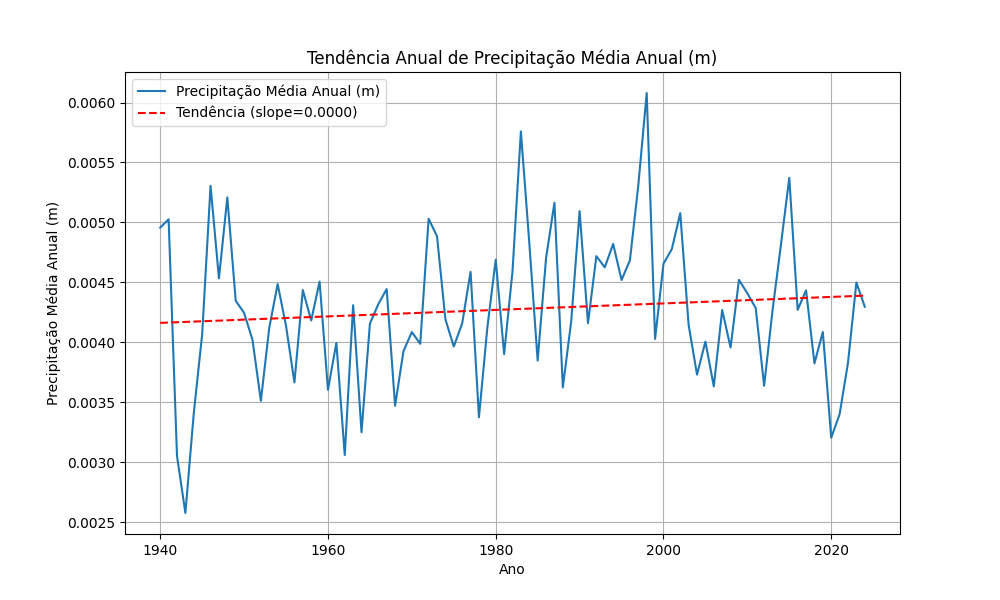 Tendência Anual de Precipitação Média Anual (m)
Precipitação Média Anual (m)
Tendência (slope=0.0000)
0.0060
0.0055
0.0050
0.0045
0.0040
0.0035
0.0030
0.0025
Precipitação Média Anual (m)
1940
1960
1980
2000
2020
Ano